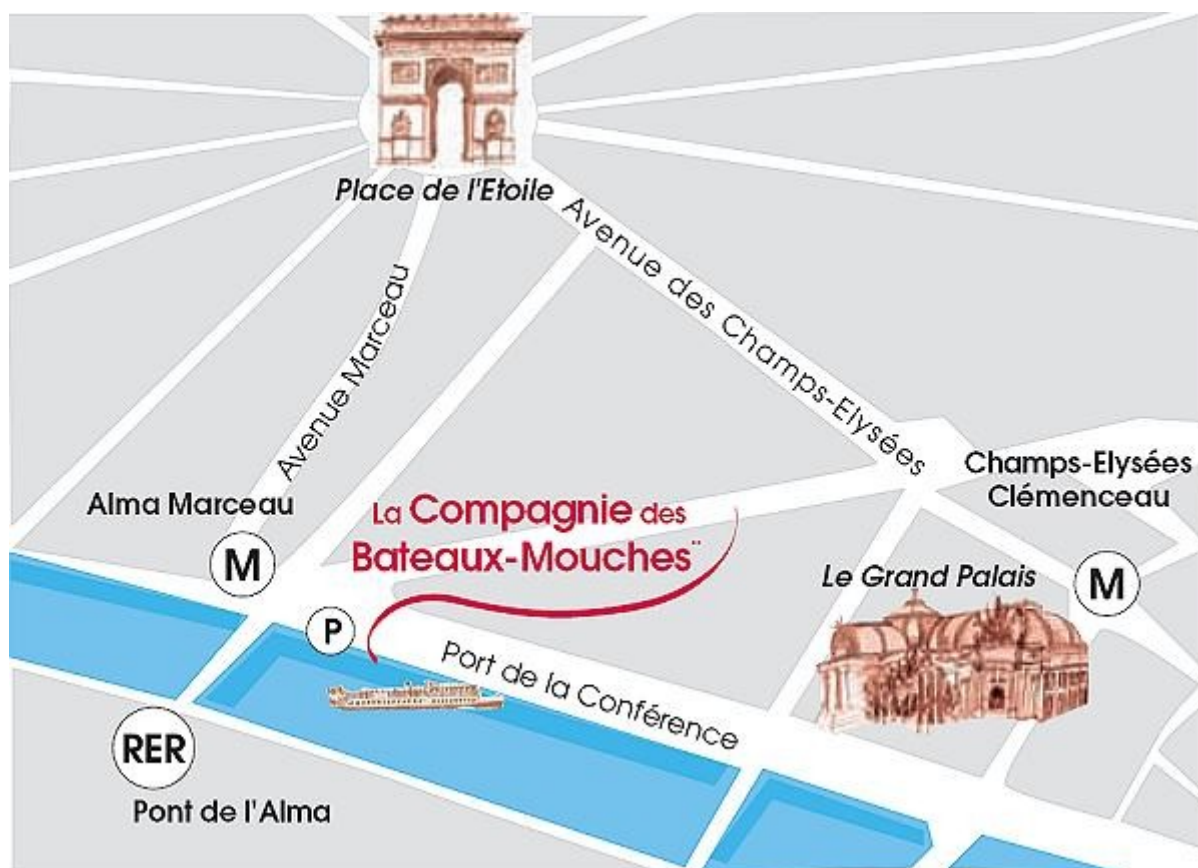 Place de l'Etoile
Avenue des Champs-Elysées
Avenue Marceau
Champs-Elysées
Clémenceau
Alma Marceau
M
La Compagnie des
Bateaux-Mouches¨
Le Grand Palais
M
P
Port de la Conférence
RER
Pont de l'Alma